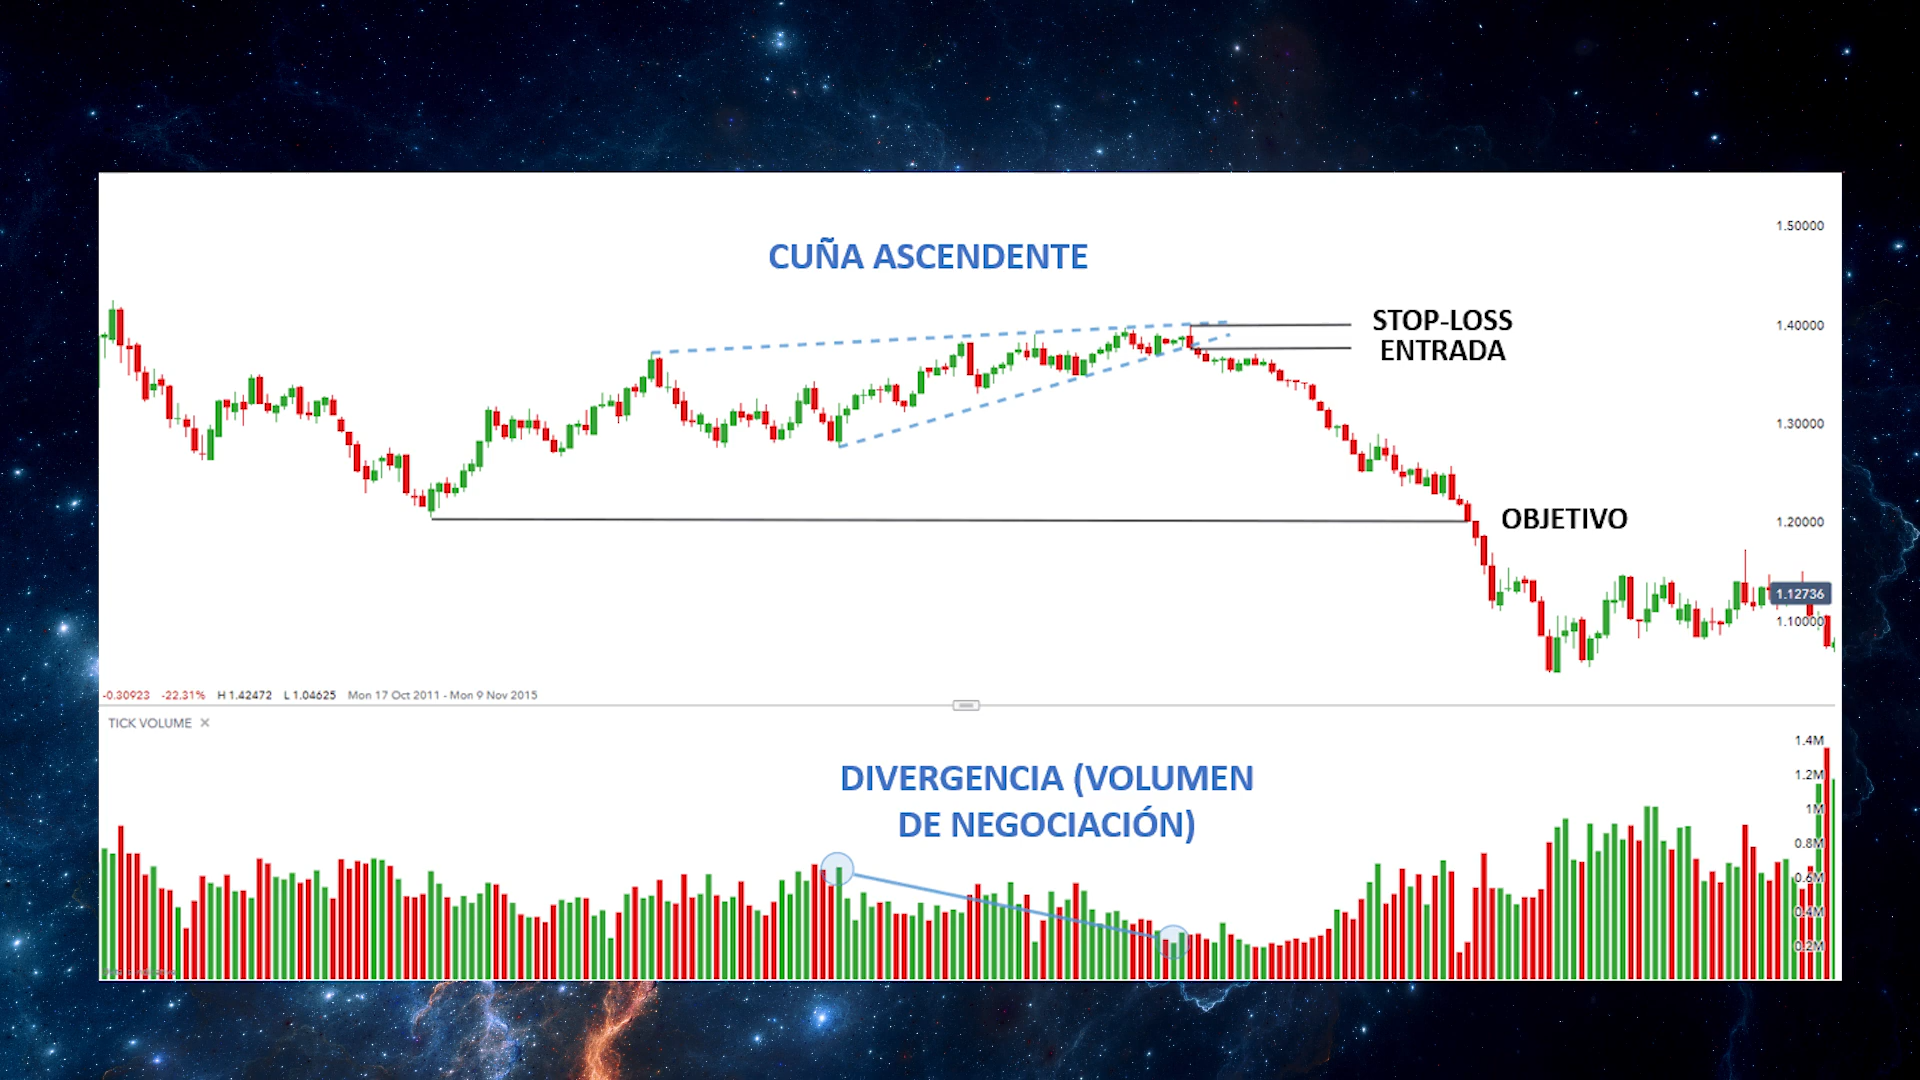 CUÑA ASCENDENTE
1.50000
STOP-LOSS
1.40000
ENTRADA
1.30000
OBJETIVO
1.20000
1.12736
1.10000
-0.30923 -22.31% H 1.42472 L 1.04625 Mon 17 Oct 2011 - Mon 9 Nov 2015
TICK VOLUME ×
1.4M
DIVERGENCIA (VOLUMEN
DE NEGOCIACIÓN)
1.2M
1M
0.8M
0.6M
0.4M
0.2M